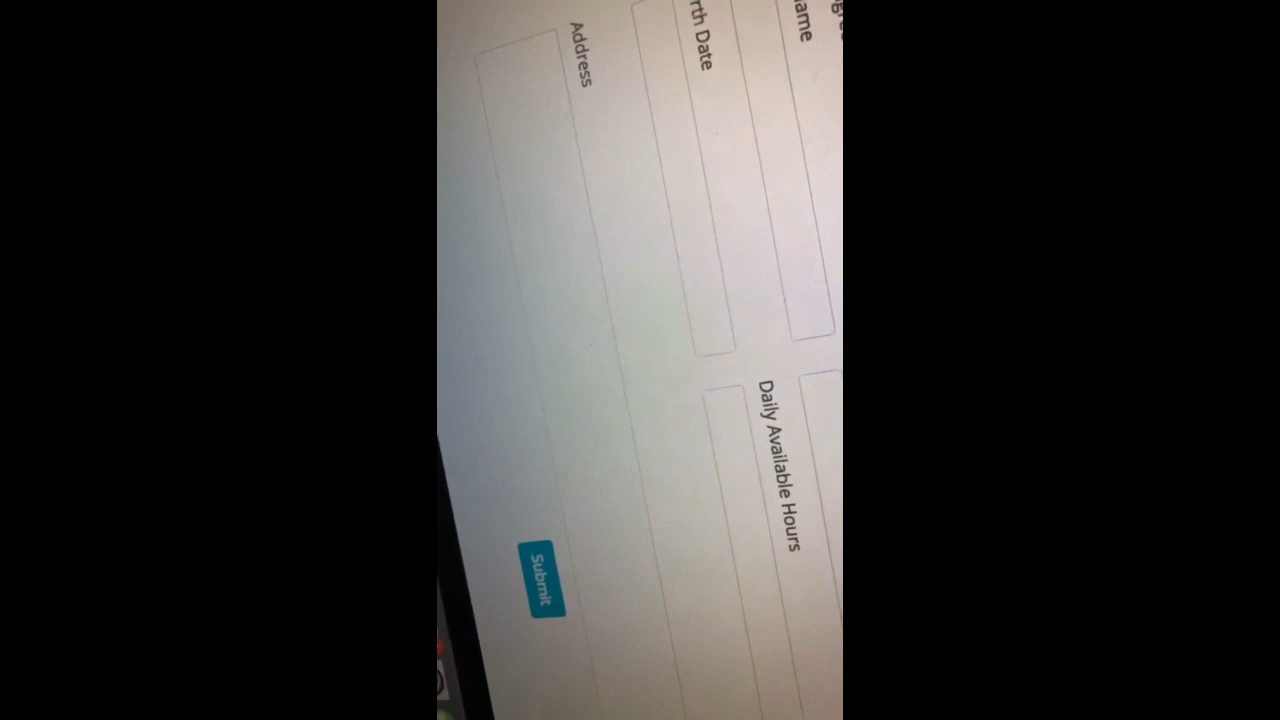 ame
rth Date
Daily Available Hours
Address
Submit